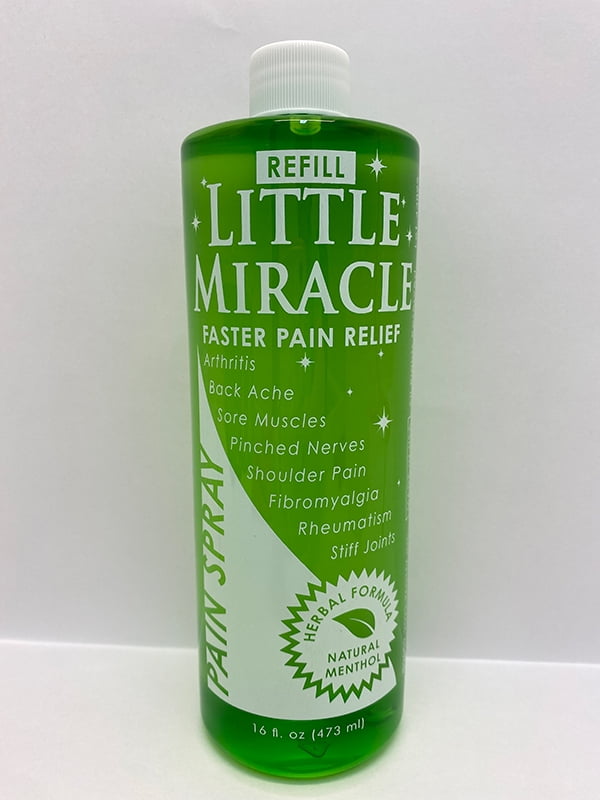 REFILL
LITTLE
MIRACLE
FASTER PAIN RELIEF
Arthritis
Back Ache
Sore Muscles
Pinched Nerves
Shoulder Pain
Fibromyalgia
Rheumatism
Stiff Joints
PAIN SPRAY
HERBAL FORMULA
NATURAL
MENTHOL
16 fl. oz (473 ml)